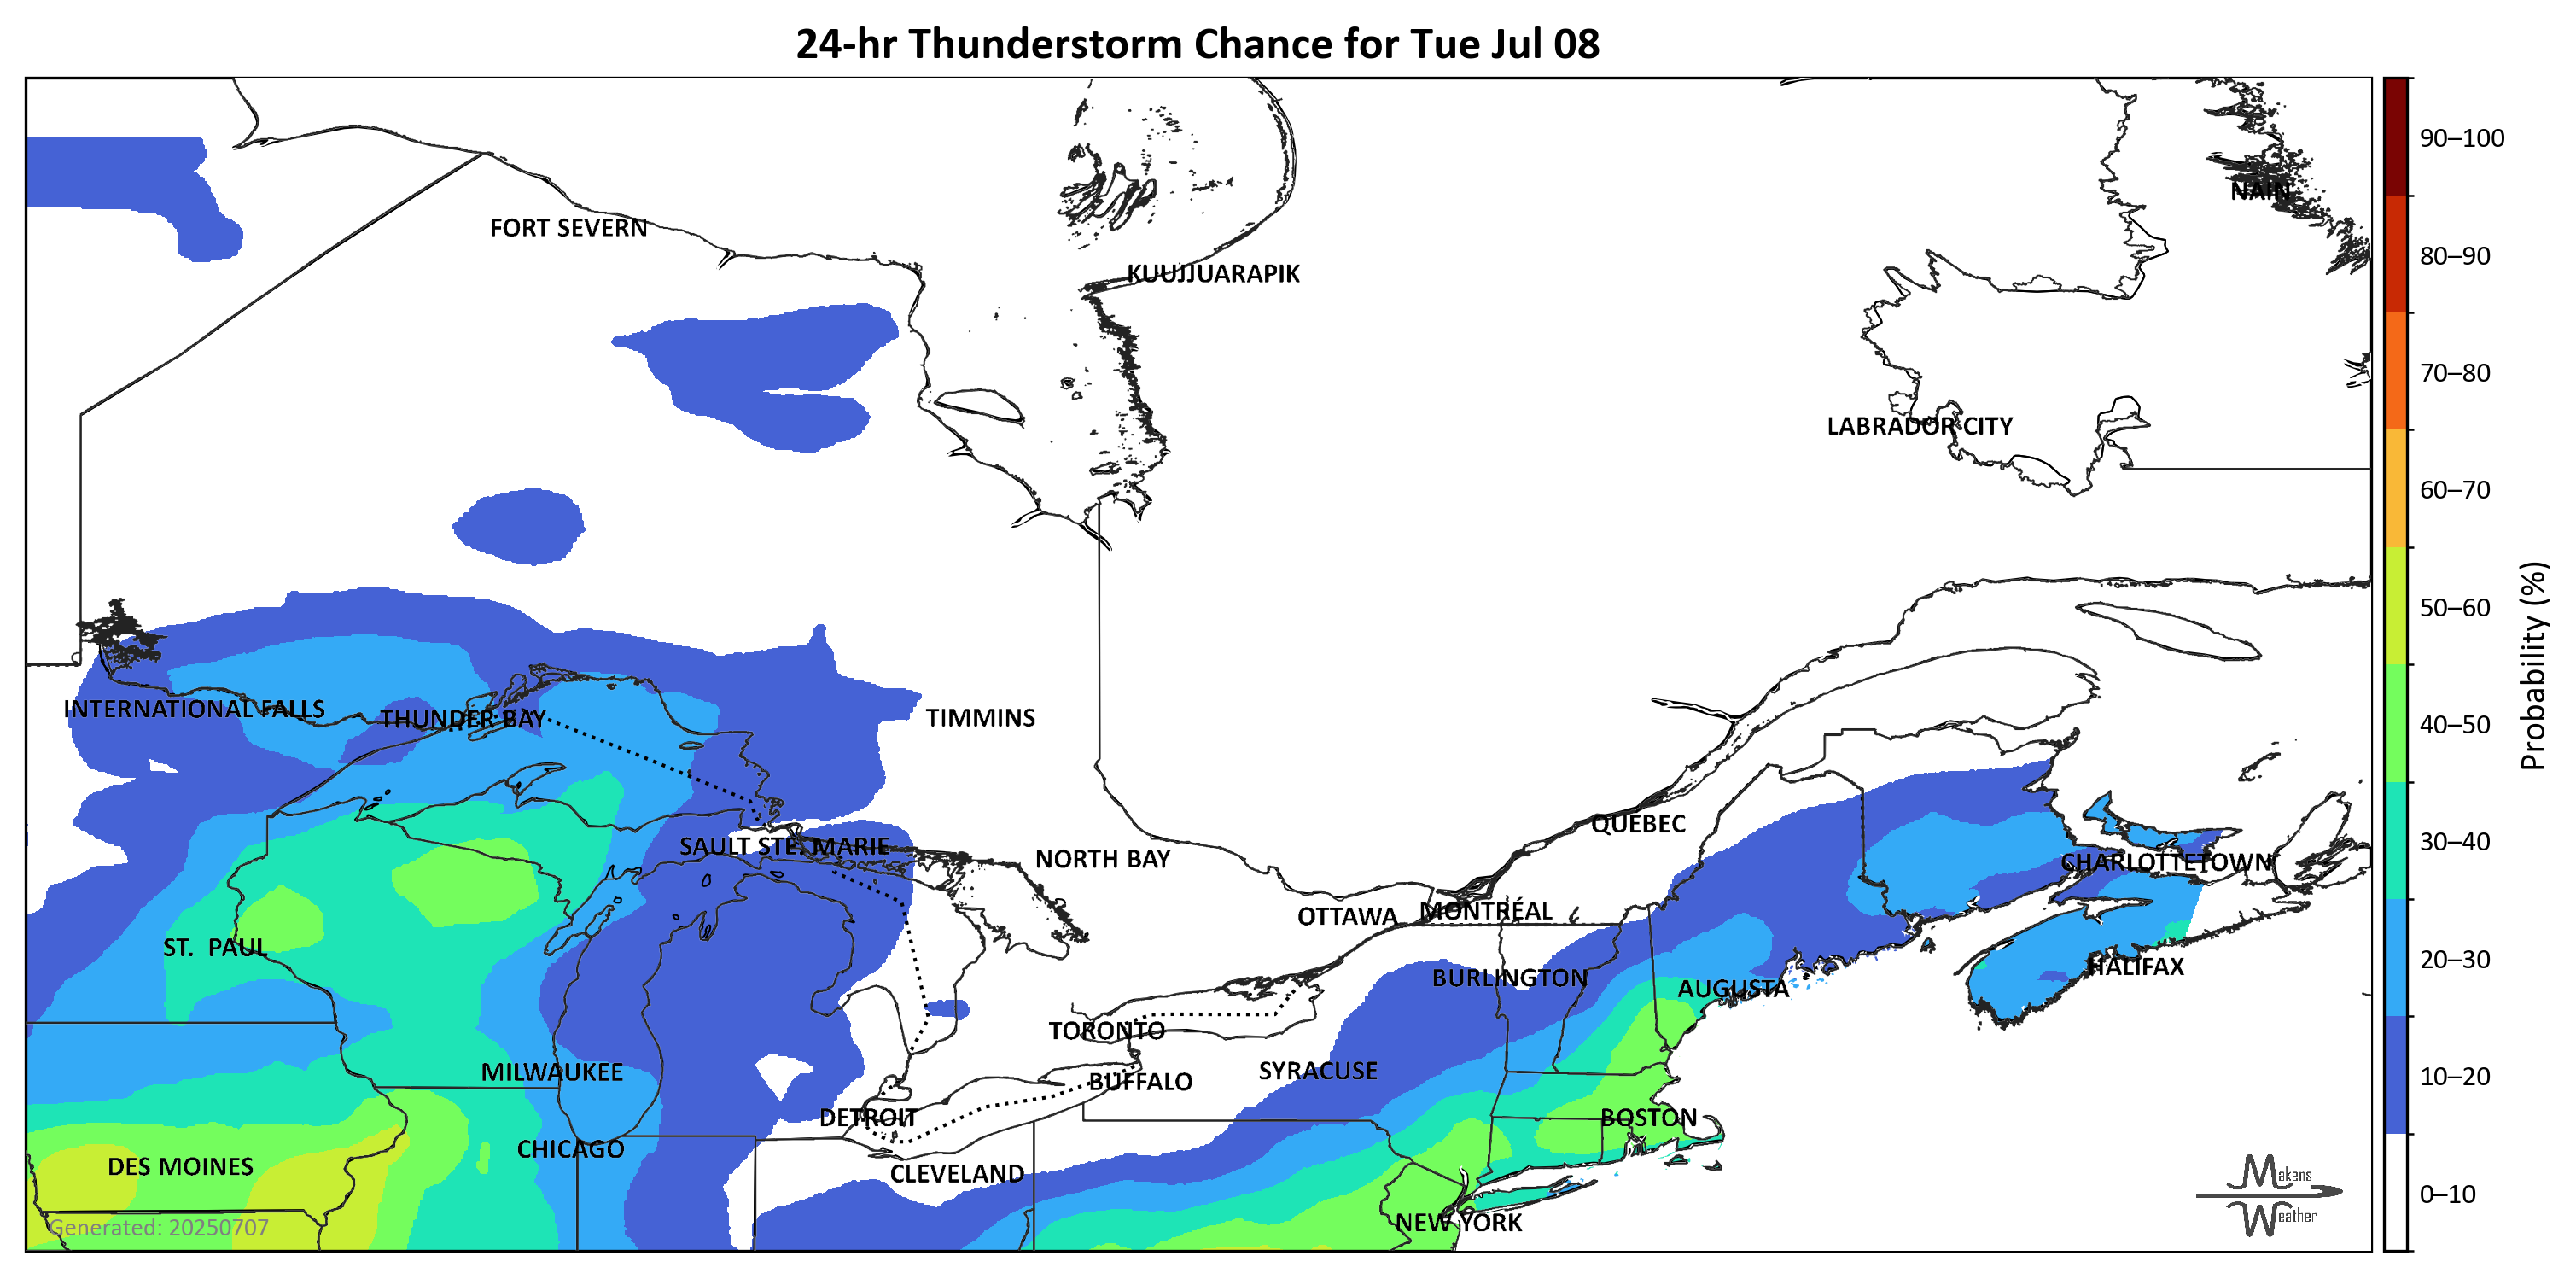 24-hr Thunderstorm Chance for Tue Jul 08
90–100
NAIN
FORT SEVERN
80–90
KUUJJUARAPIK
70–80
LABRADOR CITY
60–70
50–60
Probability (%)
INTERNATIONAL FALLS
THUNDER BAY
TIMMINS
40–50
QUEBEC
SAULT STE. MARIE
NORTH BAY
CHARLOTTETOWN
30–40
OTTAWA
MONTRÉAL
ST. PAUL
HALIFAX
20–30
BURLINGTON
AUGUSTA
TORONTO
MILWAUKEE
SYRACUSE
BUFFALO
10–20
DETROIT
BOSTON
CHICAGO
DES MOINES
CLEVELAND
Makens
Weather
0–10
NEW YORK
Generated: 20250707